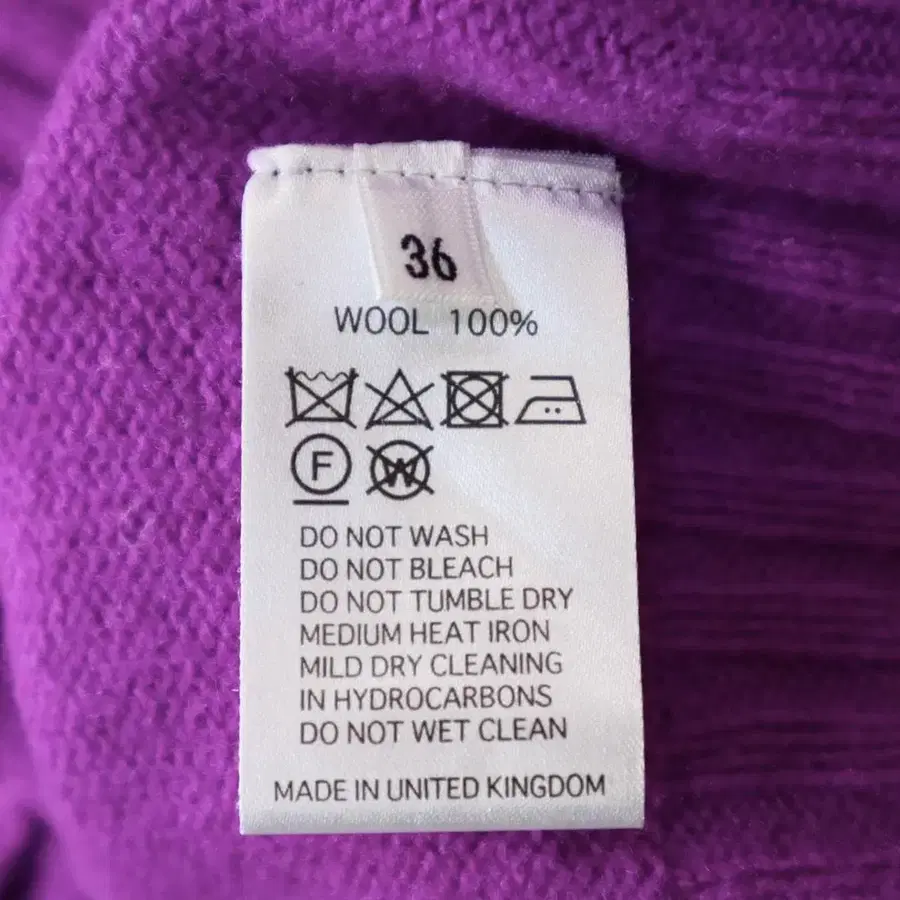 36
WOOL 100%
F W
DO NOT WASH
DO NOT BLEACH
DO NOT TUMBLE DRY
MEDIUM HEAT IRON
MILD DRY CLEANING
IN HYDROCARBONS
DO NOT WET CLEAN
MADE IN UNITED KINGDOM